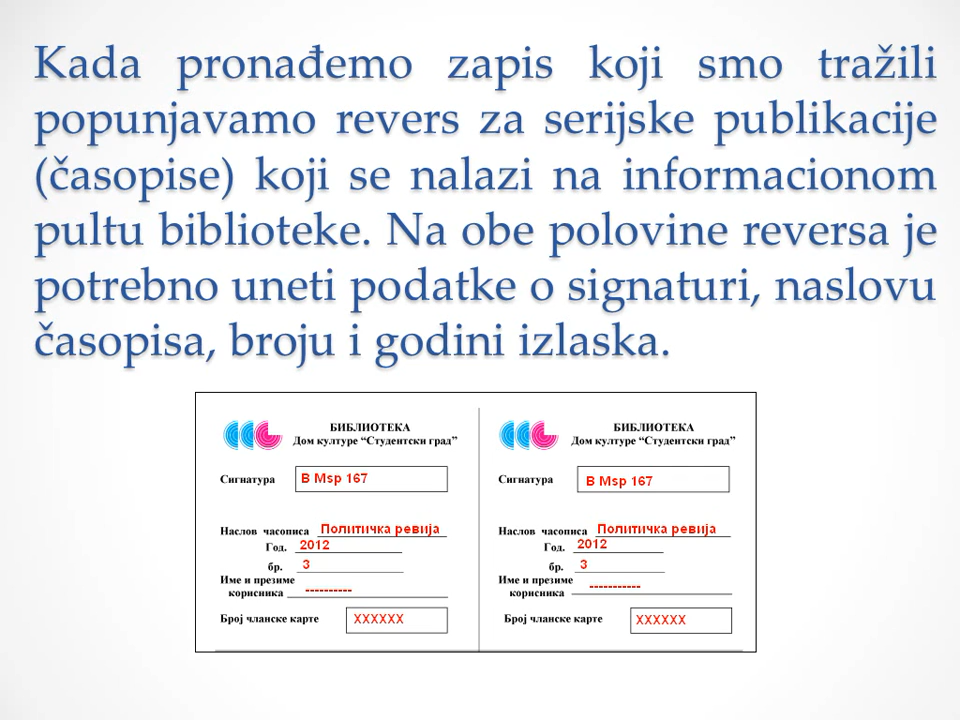 Kada pronađemo zapis koji smo tražili
popunjavamo revers za serijske publikacije
(časopise) koji se nalazi na informacionom
pultu biblioteke. Na obe polovine reversa je
potrebno uneti podatke o signaturi, naslovu
časopisa, broju i godini izlaska.
БИБЛИОТЕКА
Дом културе “Студентски град”
Сигнатура B Msp 167
Наслов часописа Политичка ревија
Год. 2012
бр. 3
Име и презиме
корисника ----------
Број чланске карте XXXXXX
БИБЛИОТЕКА
Дом културе “Студентски град”
Сигнатура B Msp 167
Наслов часописа Политичка ревија
Год. 2012
бр. 3
Име и презиме
корисника -----------
Број чланске карте XXXXXX